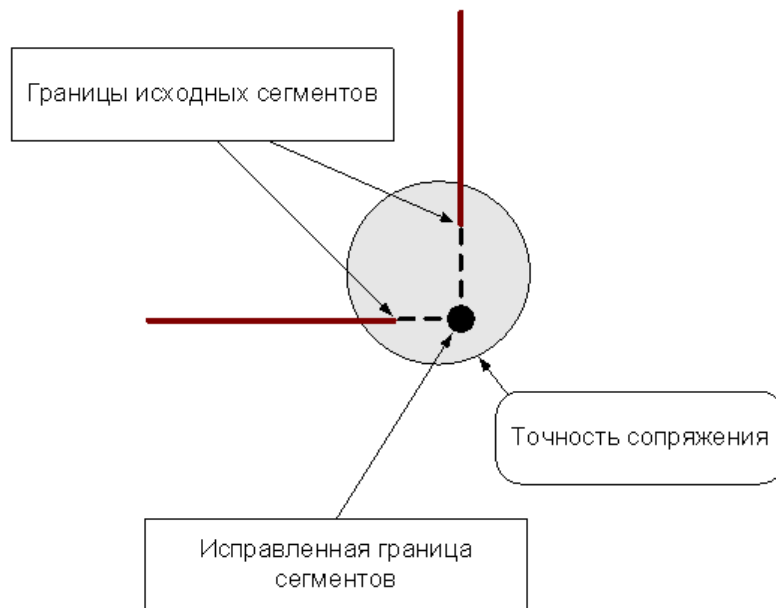 Границы исходных сегментов
Точность сопряжения
Исправленная граница
сегментов